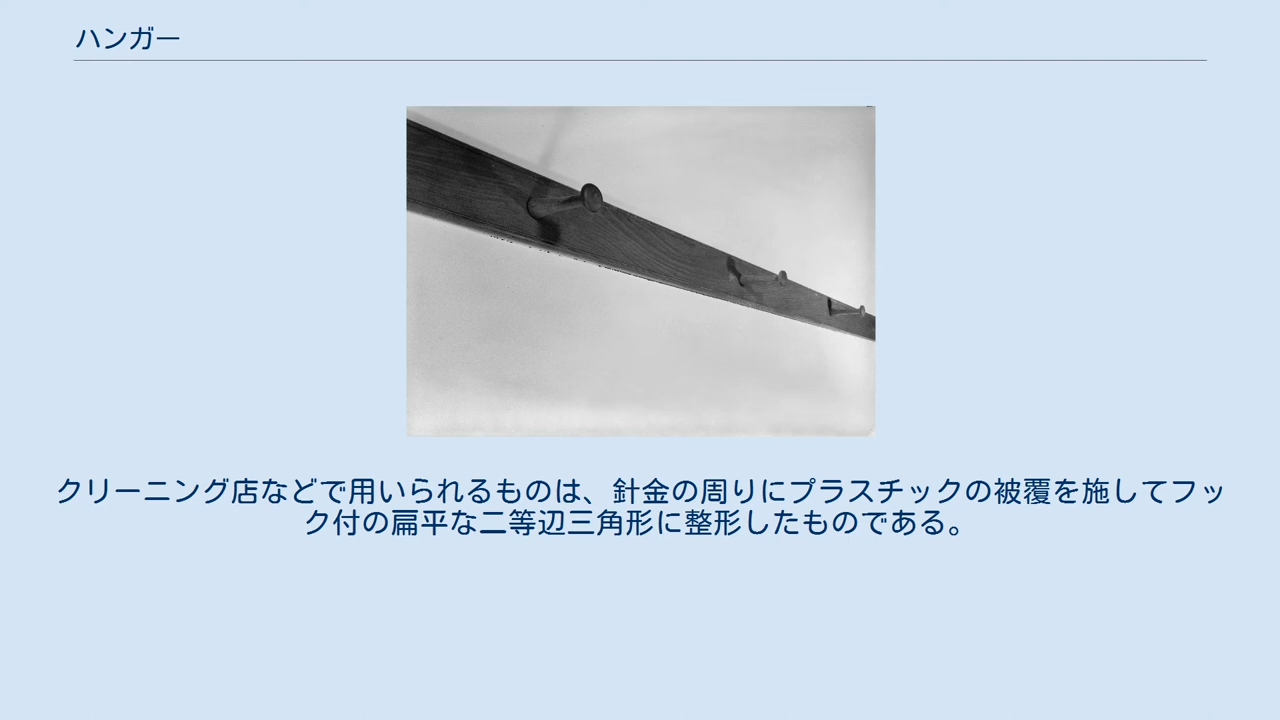 ハンガー
クリーニング店などで用いられるものは、針金の周りにプラスチックの被覆を施してフッ
ク付の扁平な二等辺三角形に整形したものである。